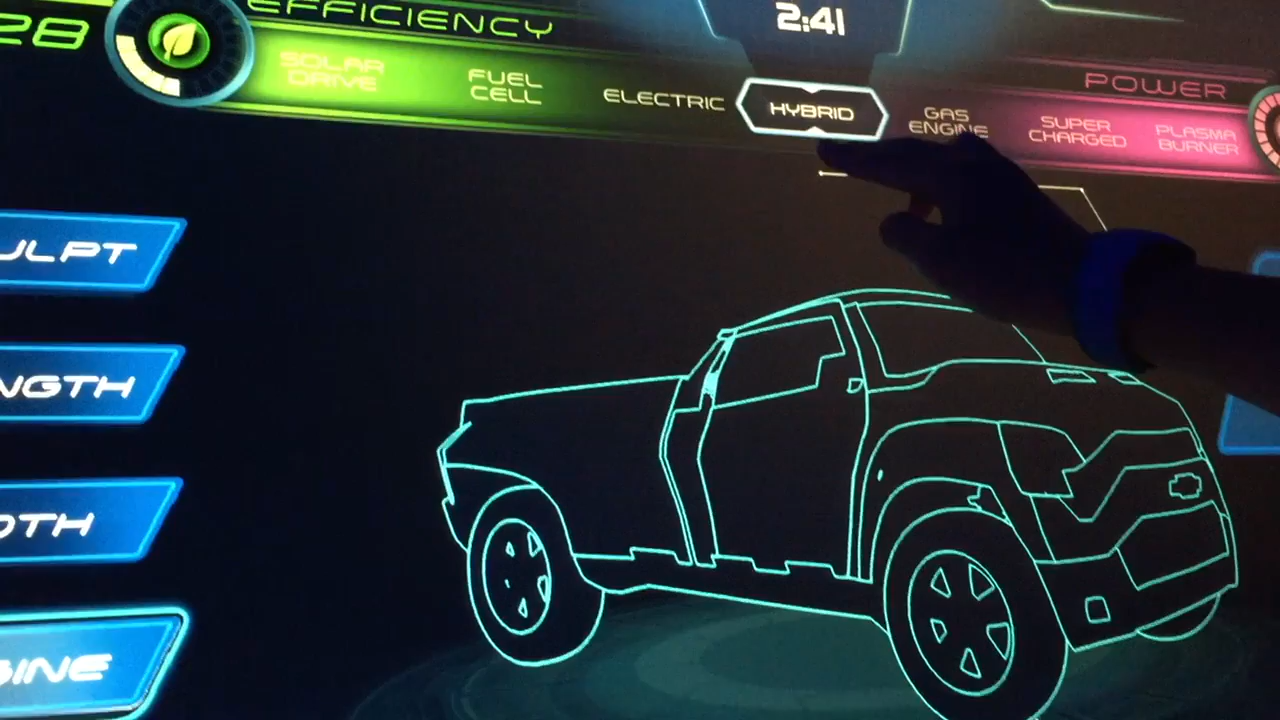 28
EFFICIENCY
2:41
POWER
SOLAR
DRIVE
FUEL
CELL
ELECTRIC
HYBRID
GAS
ENGINE
SUPER
CHARGED
PLASMA
BURNER
ULPT
NGTH
DTH
GINE